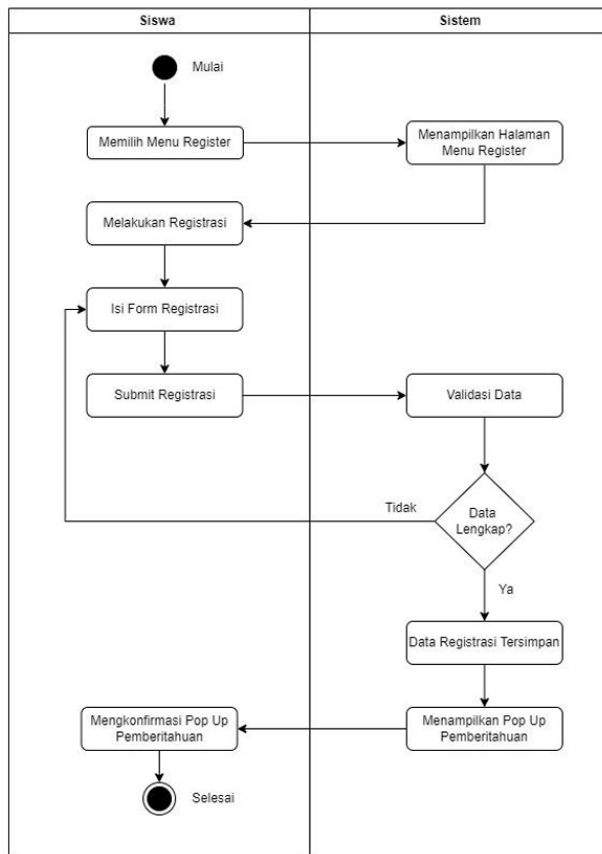 Siswa
Sistem
Mulai
Memilih Menu Register
Menampilkan Halaman
Menu Register
Melakukan Registrasi
Isi Form Registrasi
Submit Registrasi
Validasi Data
Tidak
Data
Lengkap?
Ya
Data Registrasi Tersimpan
Mengkonfirmasi Pop Up
Pemberitahuan
Menampilkan Pop Up
Pemberitahuan
Selesai